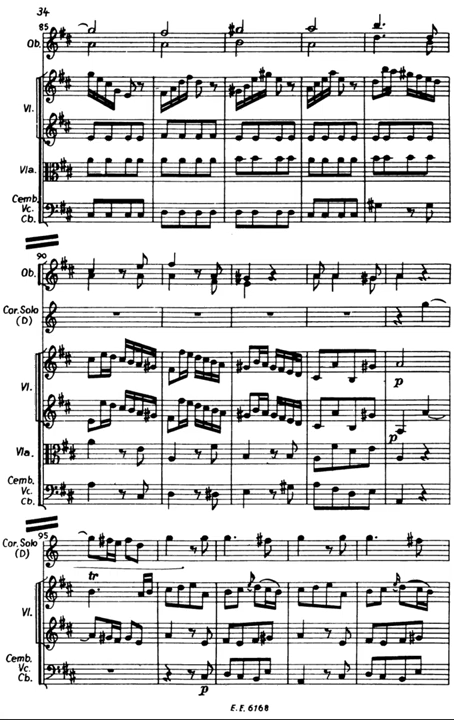 34
85
Ob.
Vl.
Vla.
Cemb.
Vc.
Cb.
90
Ob.
Cor. Solo
(D)
Vl.
p
p
Vla.
Cemb.
Vc.
Cb.
95
Cor. Solo
(D)
tr
Vl.
Cemb.
Vc.
Cb.
p
E.E. 6168